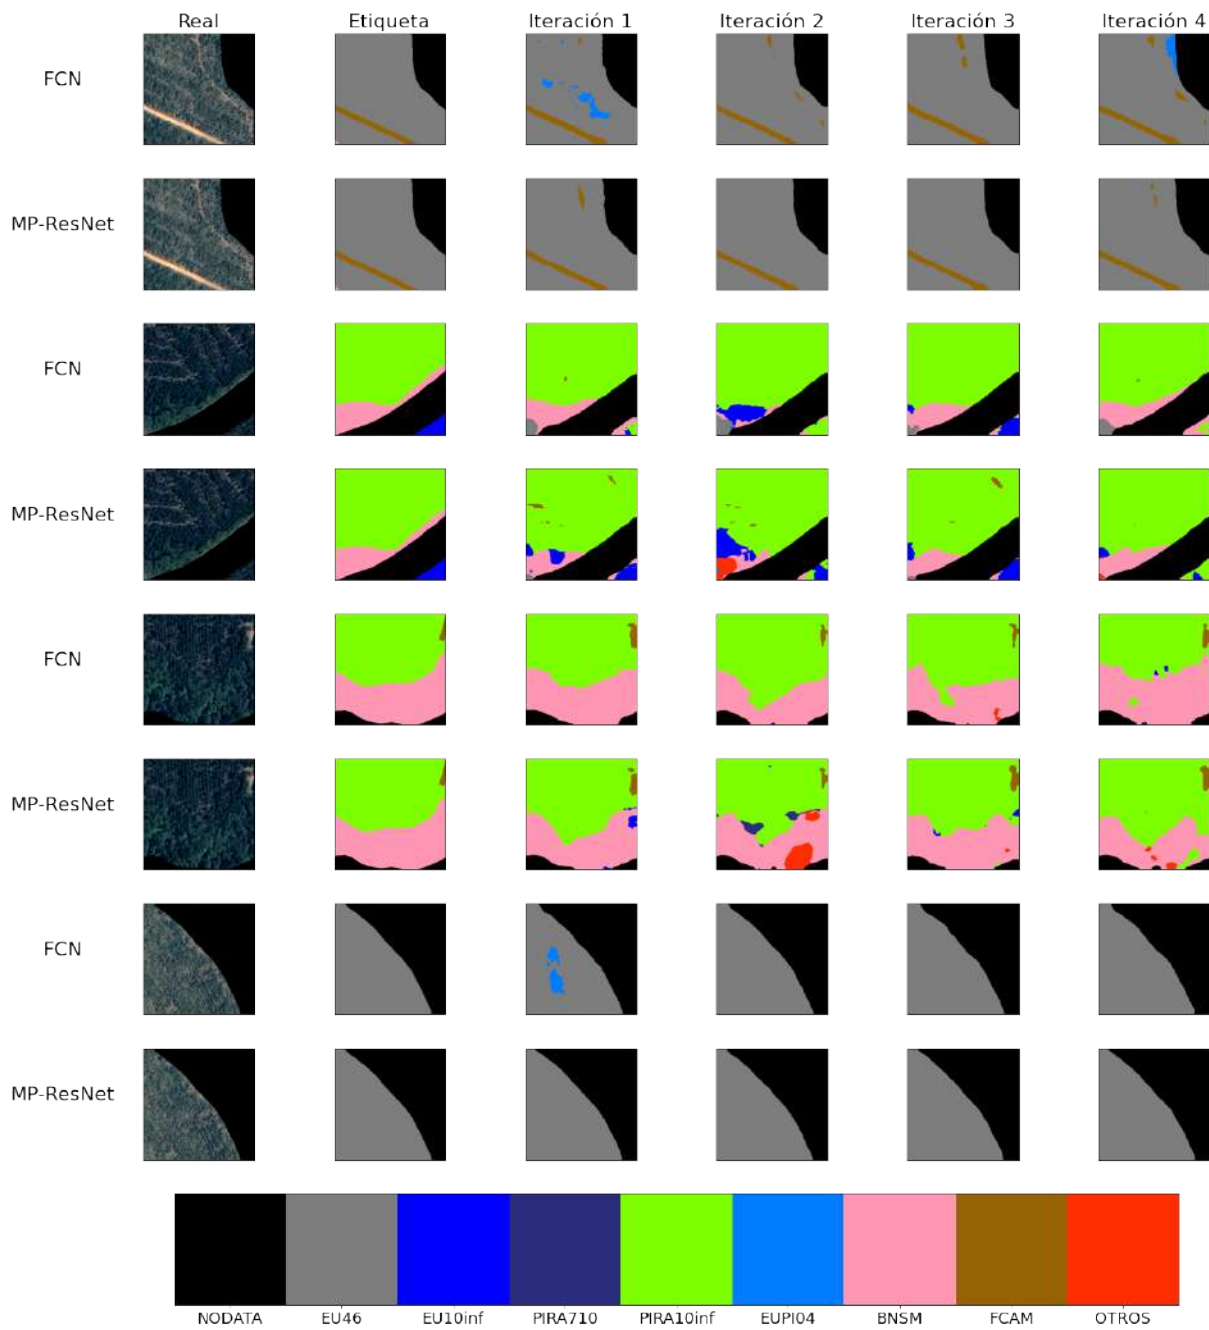 Real Etiqueta Iteración 1 Iteración 2 Iteración 3 Iteración 4
FCN
MP-ResNet
FCN
MP-ResNet
FCN
MP-ResNet
FCN
MP-ResNet
NODATA EU46 EU10inf PIRA710 PIRA10inf EUPI04 BNSM FCAM OTROS